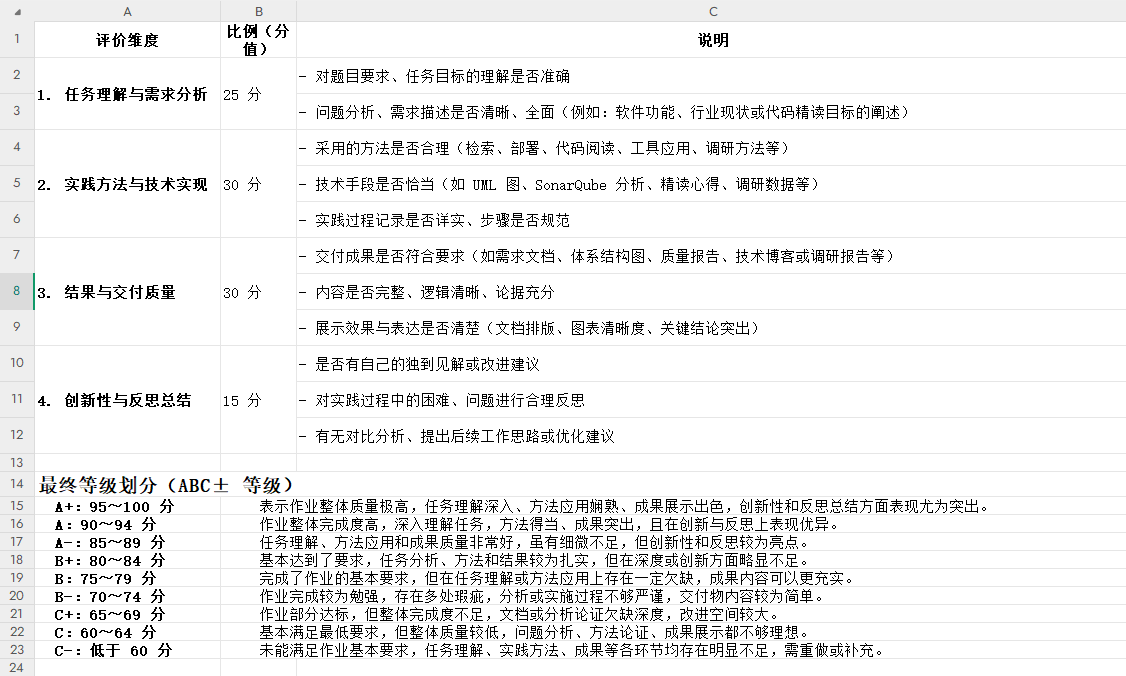 A B C
1 评价维度 比例（分值） 说明
2 - 对题目要求、任务目标的理解是否准确
1. 任务理解与需求分析 25 分
3 - 问题分析、需求描述是否清晰、全面（例如：软件功能、行业现状或代码精读目标的阐述）
4 - 采用的方法是否合理（检索、部署、代码阅读、工具应用、调研方法等）
5 2. 实践方法与技术实现 30 分 - 技术手段是否恰当（如 UML 图、SonarQube 分析、精读心得、调研数据等）
6 - 实践过程记录是否详实、步骤是否规范
7 - 交付成果是否符合要求（如需求文档、体系结构图、质量报告、技术博客或调研报告等）
8 3. 结果与交付质量 30 分 - 内容是否完整、逻辑清晰、论据充分
9 - 展示效果与表达是否清楚（文档排版、图表清晰度、关键结论突出）
10 - 是否有自己的独到见解或改进建议
11 4. 创新性与反思总结 15 分 - 对实践过程中的困难、问题进行合理反思
12 - 有无对比分析、提出后续工作思路或优化建议
13
14 最终等级划分（ABC± 等级）
15 A+：95～100 分 表示作业整体质量极高，任务理解深入、方法应用娴熟、成果展示出色，创新性和反思总结方面表现尤为突出。
16 A：90～94 分 作业整体完成度高，深入理解任务，方法得当、成果突出，且在创新与反思上表现优异。
17 A-：85～89 分 任务理解、方法应用和成果质量非常好，虽有细微不足，但创新性和反思较为亮点。
18 B+：80～84 分 基本达到了要求，任务分析、方法和结果较为扎实，但在深度或创新方面略显不足。
19 B：75～79 分 完成了作业的基本要求，但在任务理解或方法应用上存在一定欠缺，成果内容可以更充实。
20 B-：70～74 分 作业完成较为勉强，存在多处瑕疵，分析或实施过程不够严谨，交付物内容较为简单。
21 C+：65～69 分 作业部分达标，但整体完成度不足，文档或分析论证欠缺深度，改进空间较大。
22 C：60～64 分 基本满足最低要求，但整体质量较低，问题分析、方法论证、成果展示都不够理想。
23 C-：低于 60 分 未能满足作业基本要求，任务理解、实践方法、成果等各环节均存在明显不足，需重做或补充。
24